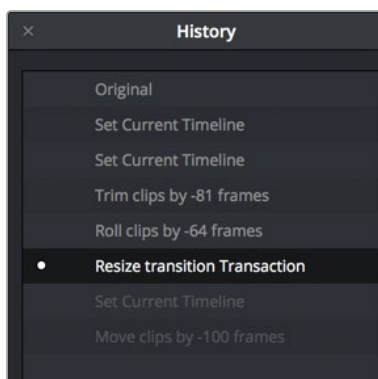 History
Original
Set Current Timeline
Set Current Timeline
Trim clips by -81 frames
Roll clips by -64 frames
Resize transition Transaction
Set Current Timeline
Move clips by -100 frames